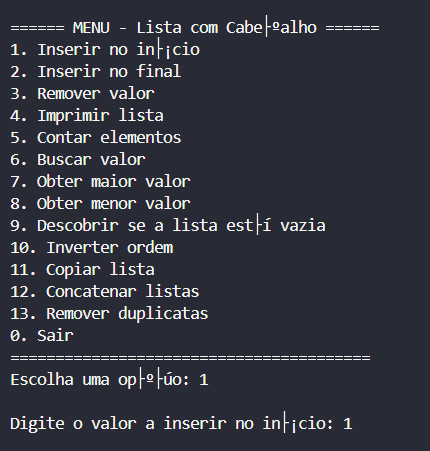 ====== MENU - Lista com Cabe├ºalho ======
1. Inserir no in├¡cio
2. Inserir no final
3. Remover valor
4. Imprimir lista
5. Contar elementos
6. Buscar valor
7. Obter maior valor
8. Obter menor valor
9. Descobrir se a lista est├í vazia
10. Inverter ordem
11. Copiar lista
12. Concatenar listas
13. Remover duplicatas
0. Sair
========================================
Escolha uma op├º├úo: 1
Digite o valor a inserir no in├¡cio: 1